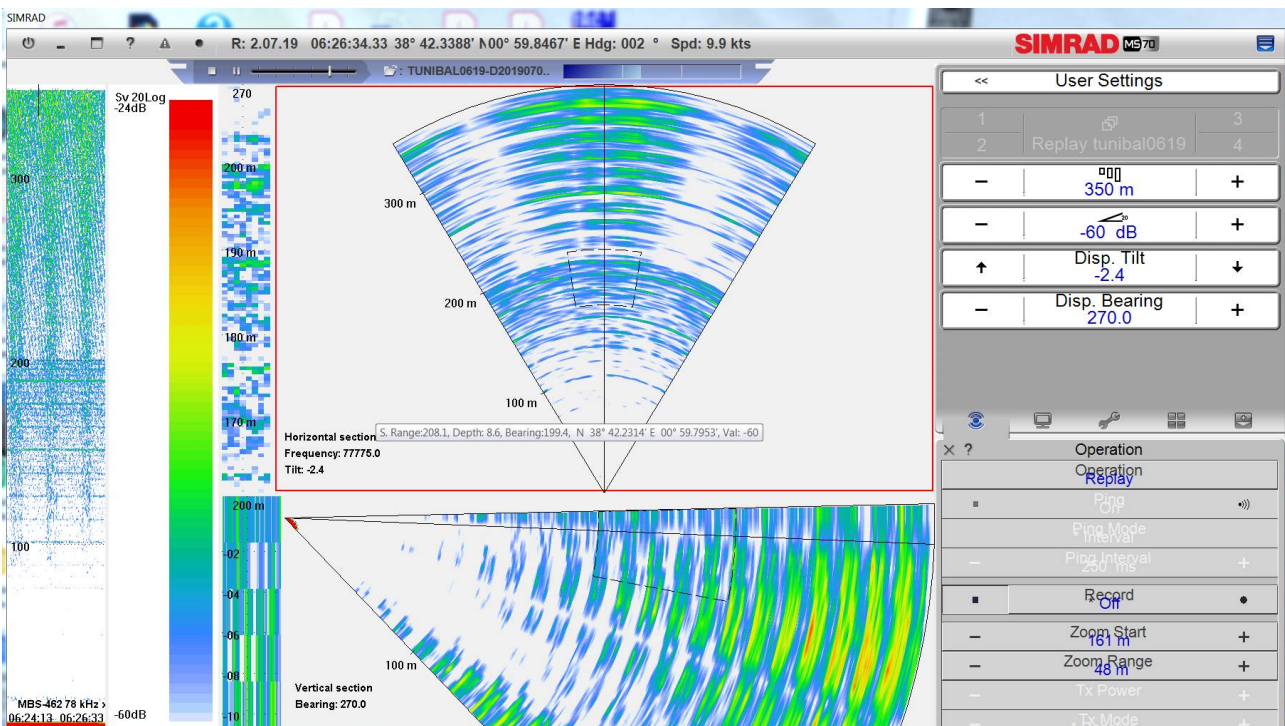 SIMRAD
? R: 2.07.19 06:26:34.33 38° 42.3388' N00° 59.8467' E Hdg: 002 ° Spd: 9.9 kts
SIMRAD MS70
: TUNIBAL0619-D2019070..
<< User Settings
1
2
Replay tunibal0619
3
4
− 350 m +
20
− -60 dB +
Disp. Tilt
-2.4
Disp. Bearing
− 270.0 +
× ? Operation
Operation
Replay
Ping
Off
Ping Mode
* Interval
Ping Interval
− 250 ms +
Record
* Off
Zoom Start
− 161 m +
Zoom Range
− 48 m +
Tx Power
− +
Tx Mode
Sv 20Log
-24dB
-60dB
300
200
100
MBS-462 78 kHz
06:24:13 06:26:33
270
200 m
190 m
180 m
170 m
300 m
200 m
100 m
Horizontal section
Frequency: 77775.0
Tilt: -2.4
S. Range:208.1, Depth: 8.6, Bearing:199.4, N 38° 42.2314' E 00° 59.7953', Val: -60
200 m
-02
-04
-06
-08
-10
100 m
Vertical section
Bearing: 270.0